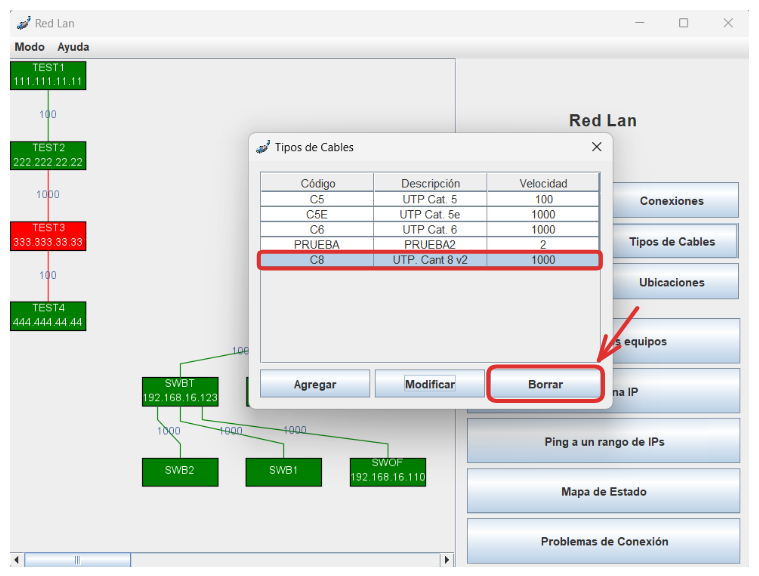 Red Lan
Modo Ayuda
TEST1
111.111.11.11
100
TEST2
222.222.22.22
1000
TEST3
333.333.33.33
100
TEST4
444.444.44.44
100
SWBT
192.168.16.123
1000
1000
1000
SWB2
SWB1
SWOF
192.168.16.110
Tipos de Cables
Código Descripción Velocidad
C5 UTP Cat. 5 100
C5E UTP Cat. 5e 1000
C6 UTP Cat. 6 1000
PRUEBA PRUEBA2 2
C8 UTP. Cant 8 v2 1000
Agregar Modificar Borrar
Red Lan
Conexiones
Tipos de Cables
Ubicaciones
equipos
IP
Ping a un rango de IPs
Mapa de Estado
Problemas de Conexión